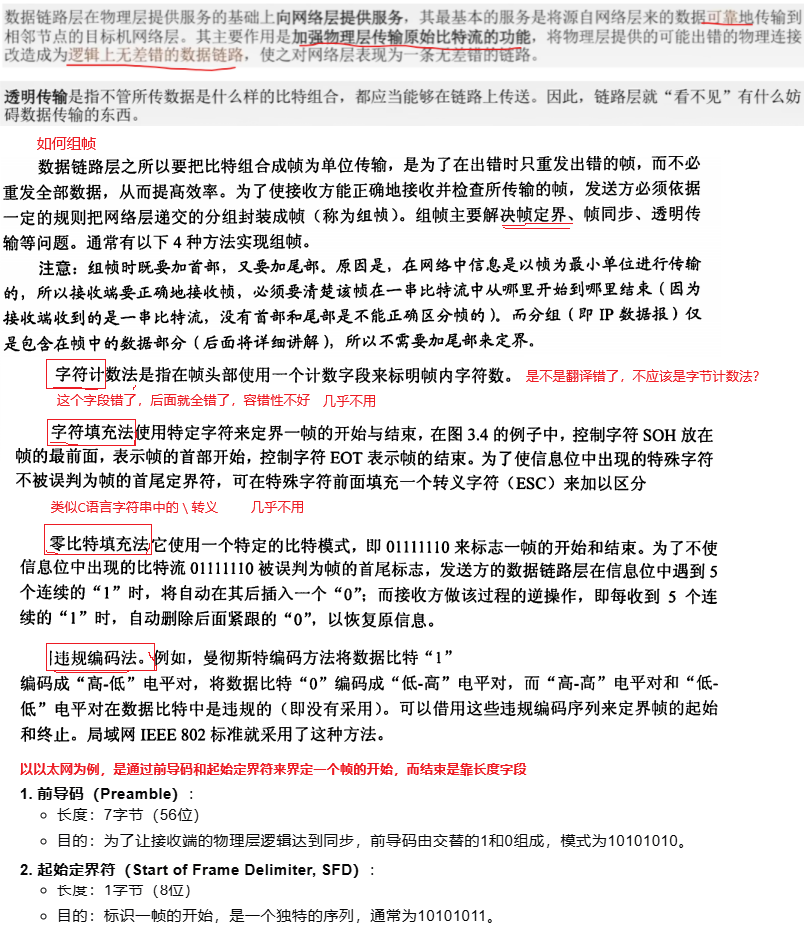 数据链路层在物理层提供服务的基础上向网络层提供服务，其最基本的服务是将源自网络层来的数据可靠地传输到
相邻节点的目标机网络层。其主要作用是加强物理层传输原始比特流的功能，将物理层提供的可能出错的物理连接
改造成为逻辑上无差错的数据链路，使之对网络层表现为一条无差错的链路。
透明传输是指不管所传数据是什么样的比特组合，都应当能够在链路上传送。因此，链路层就“看不见”有什么妨
碍数据传输的东西。
如何组帧
数据链路层之所以要把比特组合成帧为单位传输，是为了在出错时只重发出错的帧，而不必
重发全部数据，从而提高效率。为了使接收方能正确地接收并检查所传输的帧，发送方必须依据
一定的规则把网络层递交的分组封装成帧（称为组帧）。组帧主要解决帧定界、帧同步、透明传
输等问题。通常有以下 4 种方法实现组帧。
注意：组帧时既要加首部，又要加尾部。原因是，在网络中信息是以帧为最小单位进行传输
的，所以接收端要正确地接收帧，必须要清楚该帧在一串比特流中从哪里开始到哪里结束（因为
接收端收到的是一串比特流，没有首部和尾部是不能正确区分帧的）。而分组（即 IP 数据报）仅
是包含在帧中的数据部分（后面将详细讲解），所以不需要加尾部来定界。
字符计数法是指在帧头部使用一个计数字段来标明帧内字符数。 是不是翻译错了，不应该是字节计数法？
这个字段错了，后面就全错了，容错性不好 几乎不用
字符填充法使用特定字符来定界一帧的开始与结束，在图 3.4 的例子中，控制字符 SOH 放在
帧的最前面，表示帧的首部开始，控制字符 EOT 表示帧的结束。为了使信息位中出现的特殊字符
不被误判为帧的首尾定界符，可在特殊字符前面填充一个转义字符（ESC）来加以区分
类似C语言字符串中的 \ 转义 几乎不用
零比特填充法它使用一个特定的比特模式，即 01111110 来标志一帧的开始和结束。为了不使
信息位中出现的比特流 01111110 被误判为帧的首尾标志，发送方的数据链路层在信息位中遇到 5
个连续的“1”时，将自动在其后插入一个“0”；而接收方做该过程的逆操作，即每收到 5 个连
续的“1”时，自动删除后面紧跟的“0”，以恢复原信息。
违规编码法。例如，曼彻斯特编码方法将数据比特“1”
编码成“高-低”电平对，将数据比特“0”编码成“低-高”电平对，而“高-高”电平对和“低-
低”电平对在数据比特中是违规的（即没有采用）。可以借用这些违规编码序列来定界帧的起始
和终止。局域网 IEEE 802 标准就采用了这种方法。
以以太网为例，是通过前导码和起始定界符来界定一个帧的开始，而结束是靠长度字段
1. 前导码（Preamble）：
○ 长度：7字节（56位）
○ 目的：为了让接收端的物理层逻辑达到同步，前导码由交替的1和0组成，模式为10101010。
2. 起始定界符（Start of Frame Delimiter, SFD）：
○ 长度：1字节（8位）
○ 目的：标识一帧的开始，是一个独特的序列，通常为10101011。